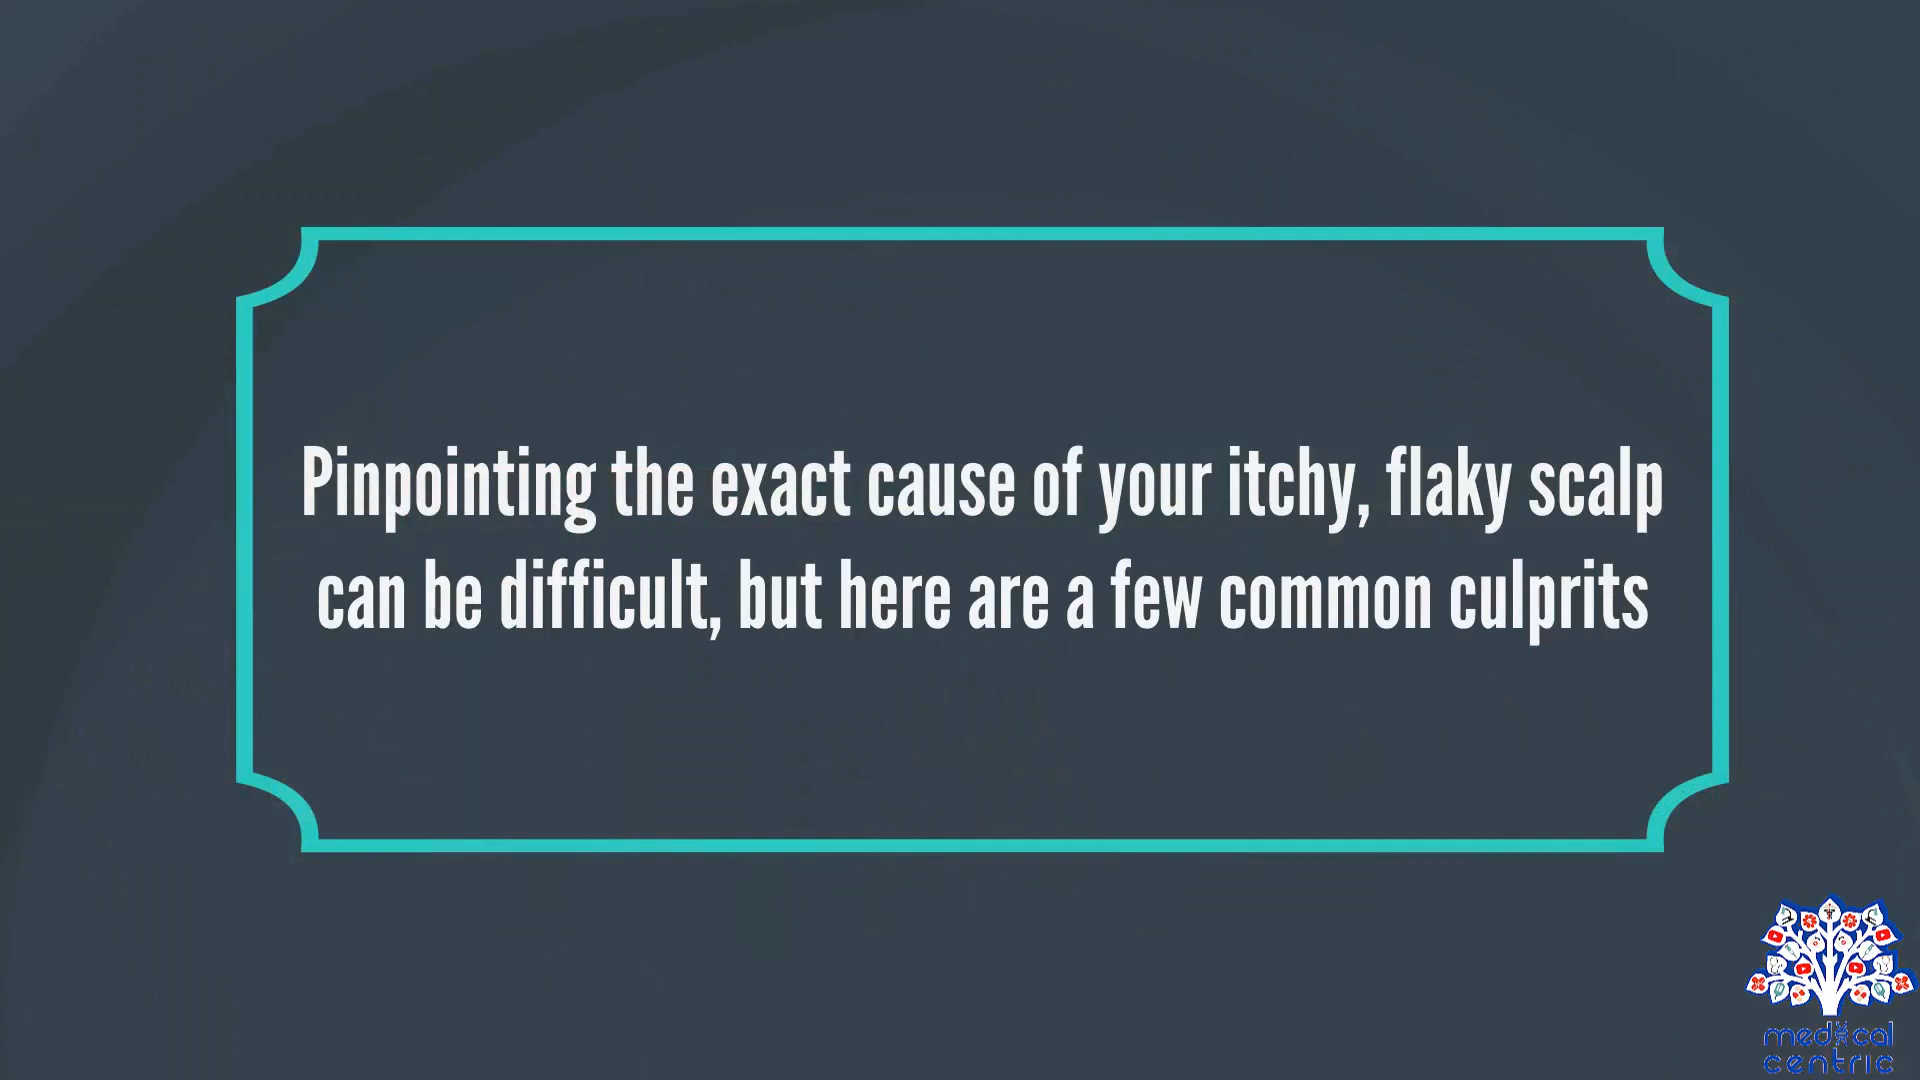 Pinpointing the exact cause of your itchy, flaky scalp
can be difficult, but here are a few common culprits
medical
centric